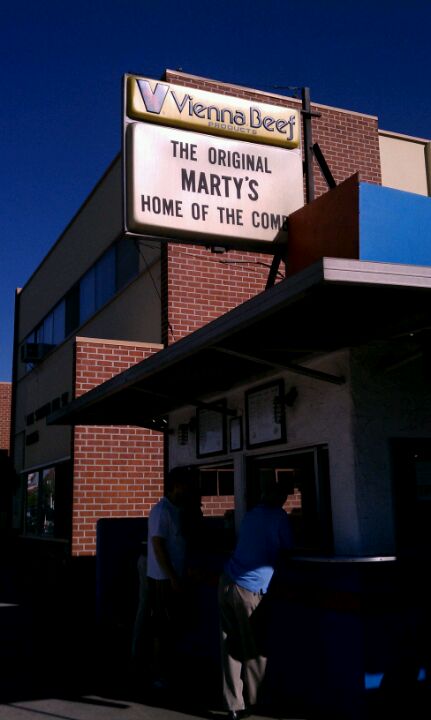 V Vienna Beef
PRODUCTS
THE ORIGINAL
MARTY'S
HOME OF THE COMB